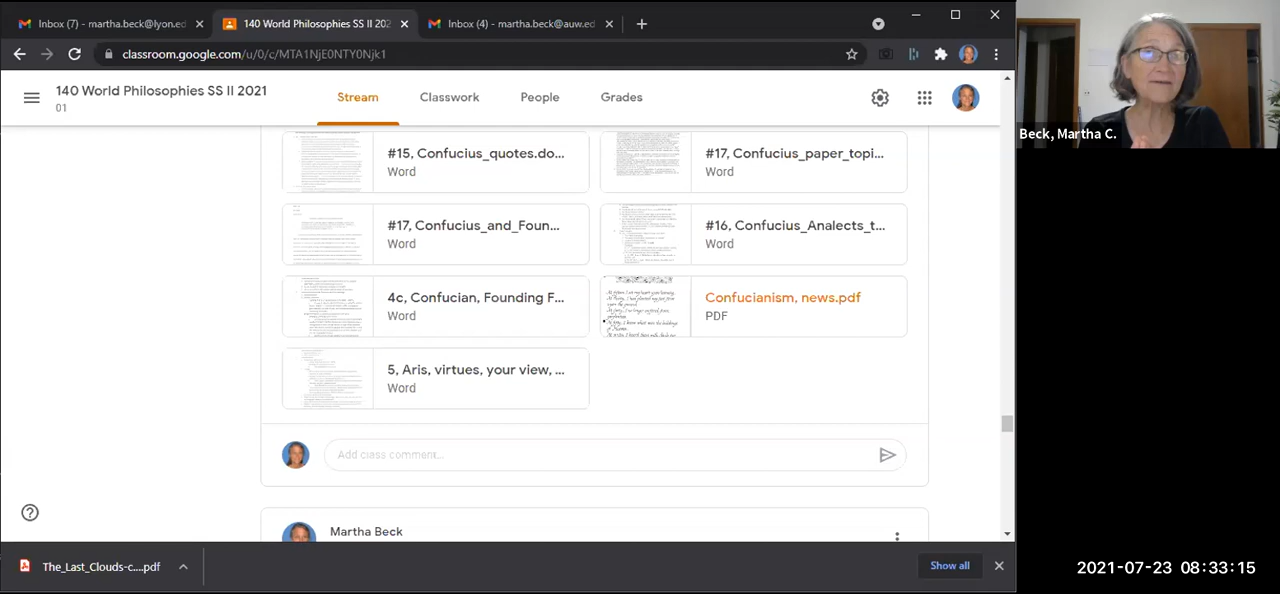 Inbox (7) - martha.beck@lyon.ed
140 World Philosophies SS II 202
Inbox (4) - martha.beck@auw.ed
classroom.google.com/u/0/c/MTA1NjE0NTY0Njk1
140 World Philosophies SS II 2021
01
Stream
Classwork
People
Grades
#15, Confucius_quotes.do...
Word
#17, Confucius_paper_topi...
Word
#17, Confucius_and_Foun...
Word
Confucius_Analects_t...
Word
4c, Confucius Founding F...
Word
news.pdf
PDF
5, Aris, virtues, your view, ...
Word
Add class comment...
Martha Beck
The_Last_Clouds-c....pdf
Show all
Beck, Martha C.
2021-07-23 08:33:15